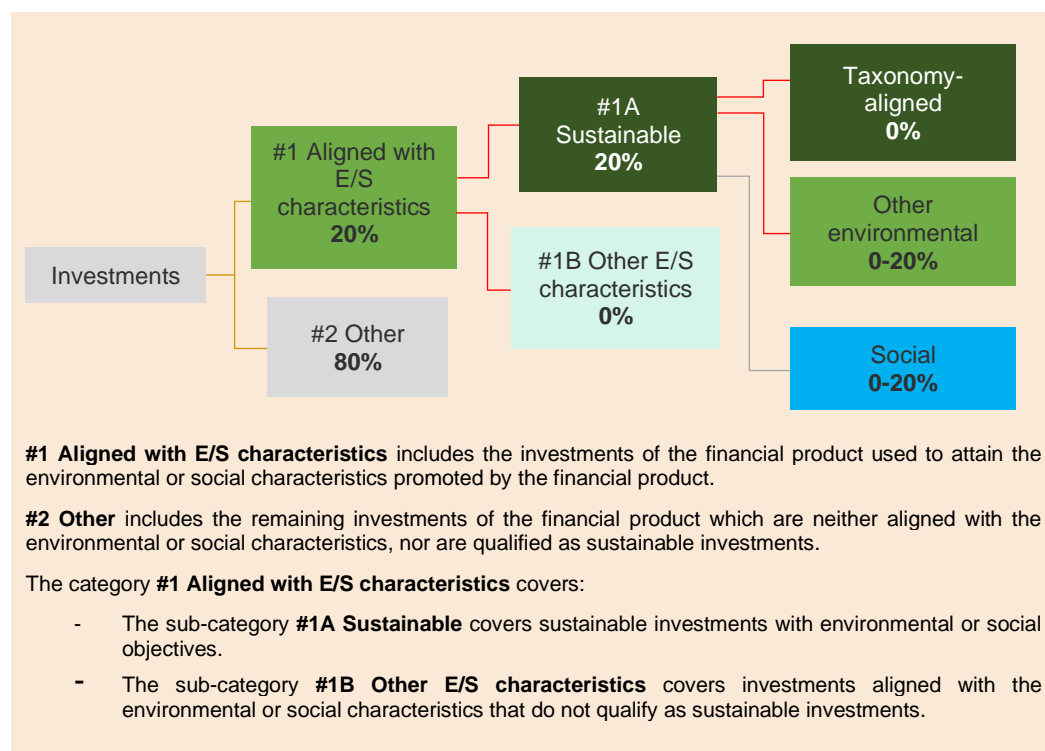 Investments
#1 Aligned with
E/S
characteristics
20%
#2 Other
80%
#1A
Sustainable
20%
#1B Other E/S
characteristics
0%
Taxonomy-
aligned
0%
Other
environmental
0-20%
Social
0-20%
#1 Aligned with E/S characteristics includes the investments of the financial product used to attain the
environmental or social characteristics promoted by the financial product.
#2 Other includes the remaining investments of the financial product which are neither aligned with the
environmental or social characteristics, nor are qualified as sustainable investments.
The category #1 Aligned with E/S characteristics covers:
- The sub-category #1A Sustainable covers sustainable investments with environmental or social
objectives.
- The sub-category #1B Other E/S characteristics covers investments aligned with the
environmental or social characteristics that do not qualify as sustainable investments.